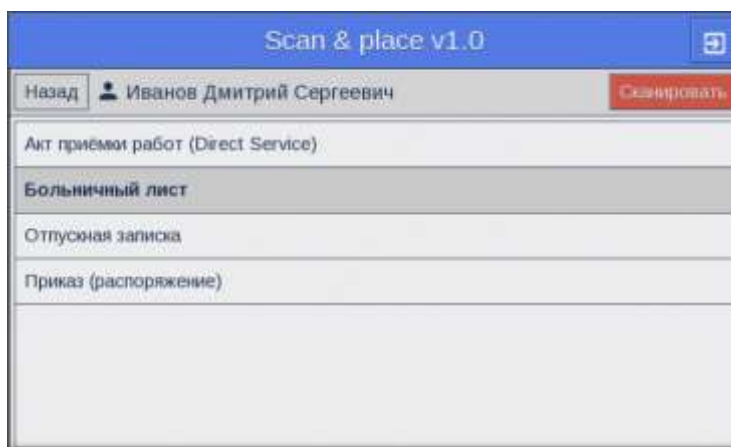 Scan & place v1.0
Назад Иванов Дмитрий Сергеевич Сканировать
Акт приёмки работ (Direct Service)
Больничный лист
Отпускная записка
Приказ (распоряжение)